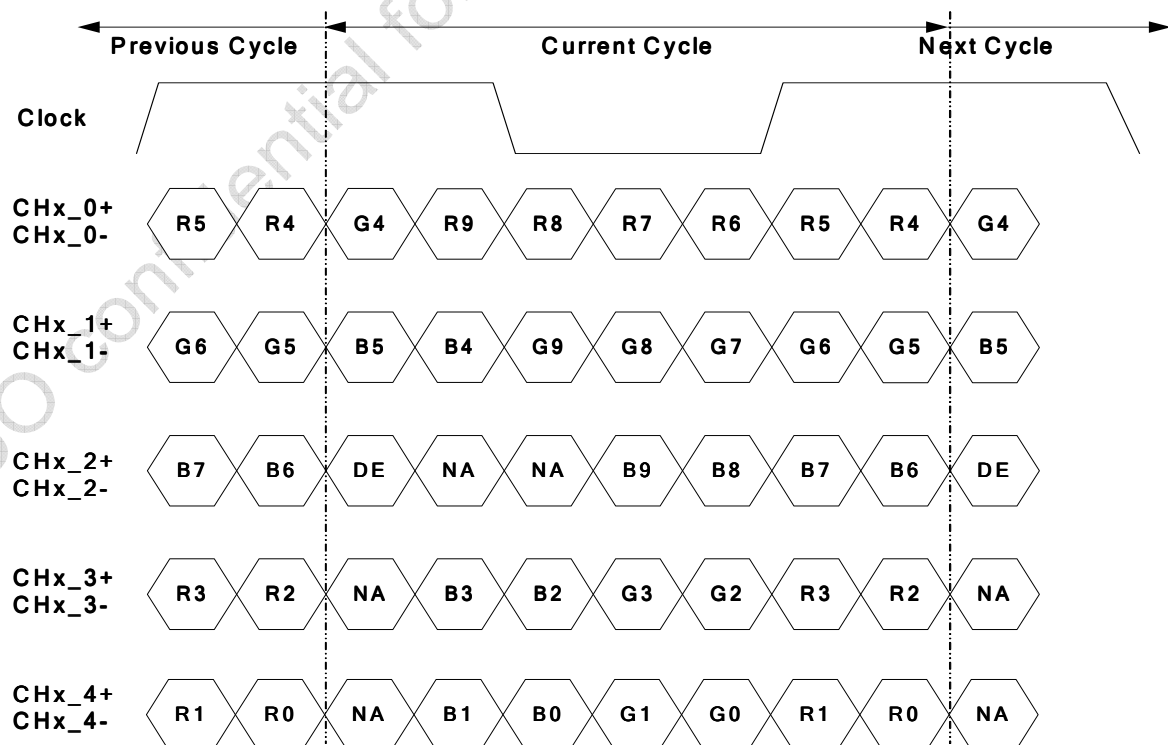 Previous Cycle Current Cycle Next Cycle
Clock
CHx_0+
CHx_0-
R5 R4 G4 R9 R8 R7 R6 R5 R4 G4
CHx_1+
CHx_1-
G6 G5 B5 B4 G9 G8 G7 G6 G5 B5
CHx_2+
CHx_2-
B7 B6 DE NA NA B9 B8 B7 B6 DE
CHx_3+
CHx_3-
R3 R2 NA B3 B2 G3 G2 R3 R2 NA
CHx_4+
CHx_4-
R1 R0 NA B1 B0 G1 G0 R1 R0 NA
confidential